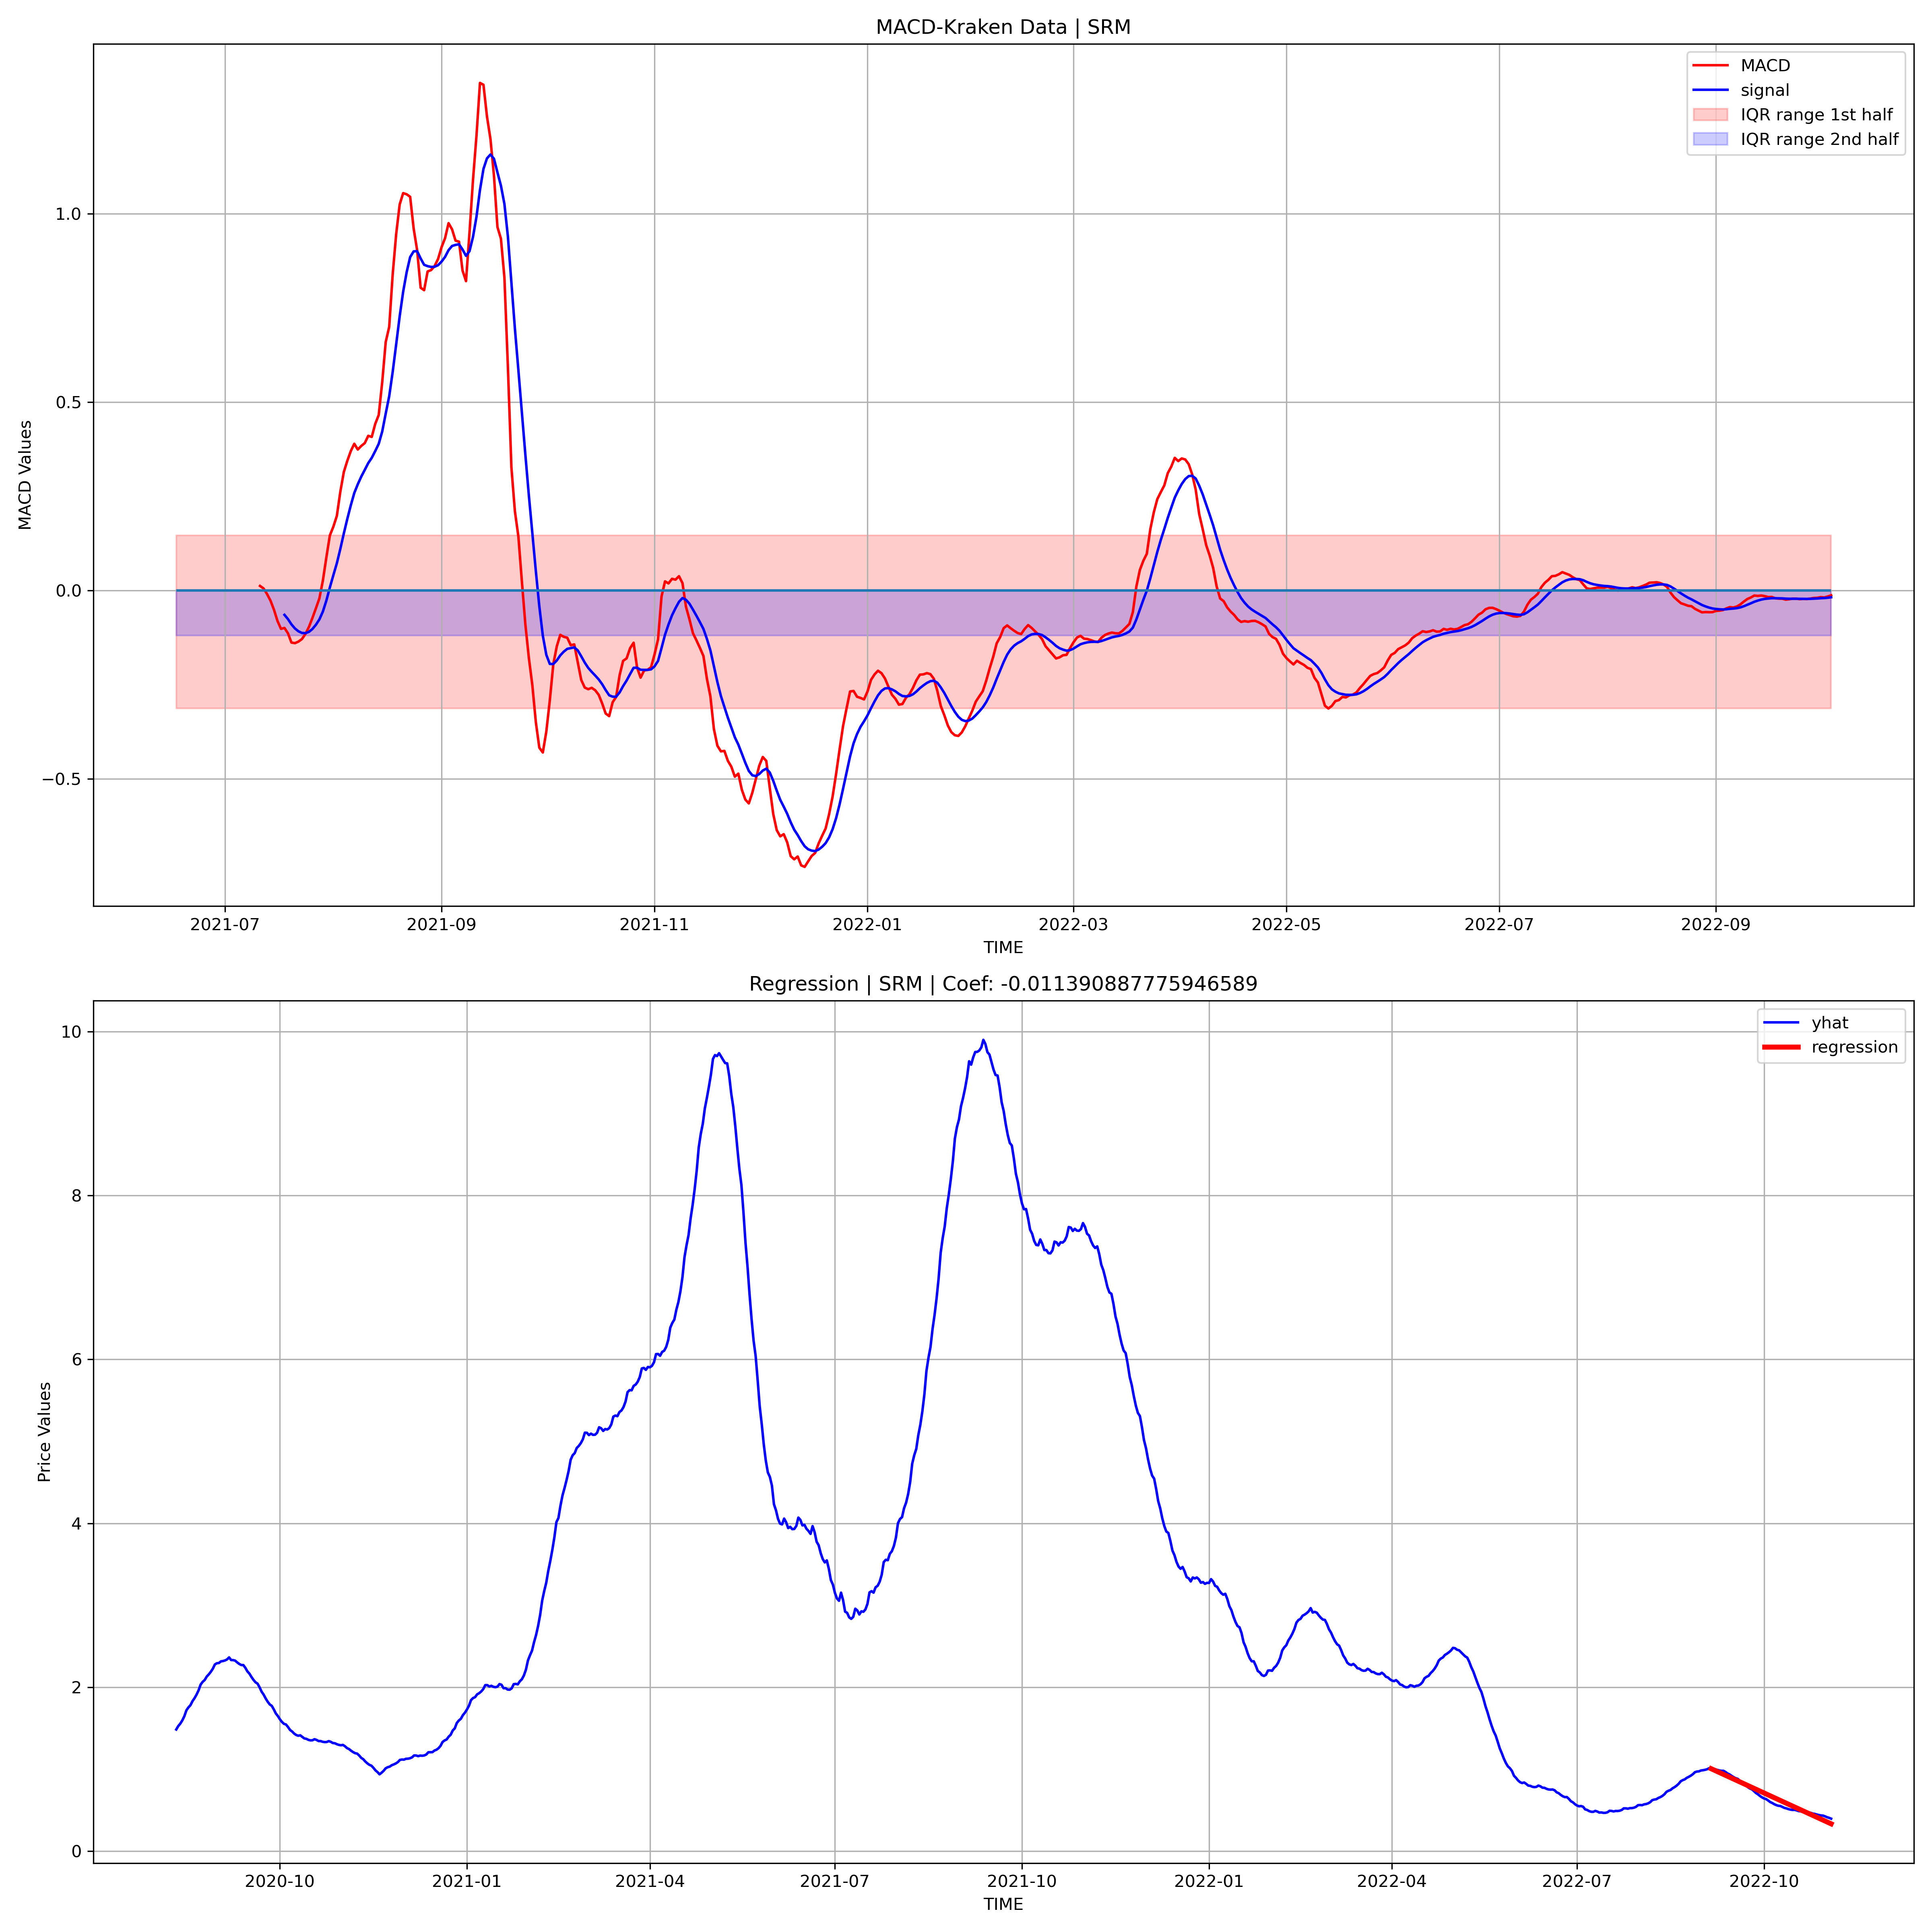 MACD-Kraken Data | SRM
MACD
signal
IQR range 1st half
IQR range 2nd half
MACD Values
1.0
0.5
0.0
−0.5
2021-07
2021-09
2021-11
2022-01
2022-03
2022-05
2022-07
2022-09
TIME
Regression | SRM | Coef: -0.011390887775946589
yhat
regression
Price Values
10
8
6
4
2
0
2020-10
2021-01
2021-04
2021-07
2021-10
2022-01
2022-04
2022-07
2022-10
TIME